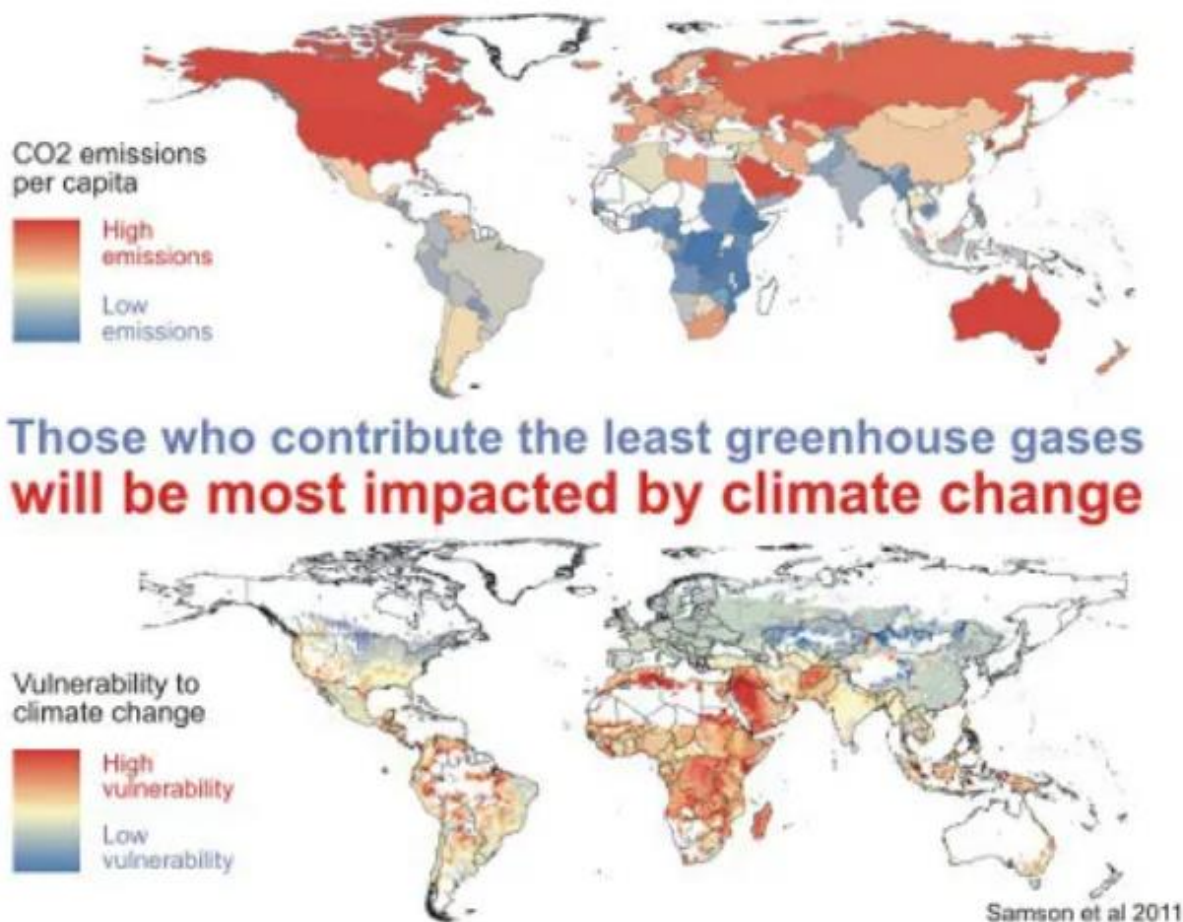 CO2 emissions
per capita
High
emissions
Low
emissions
Those who contribute the least greenhouse gases
will be most impacted by climate change
Vulnerability to
climate change
High
vulnerability
Low
vulnerability
Samson et al 2011